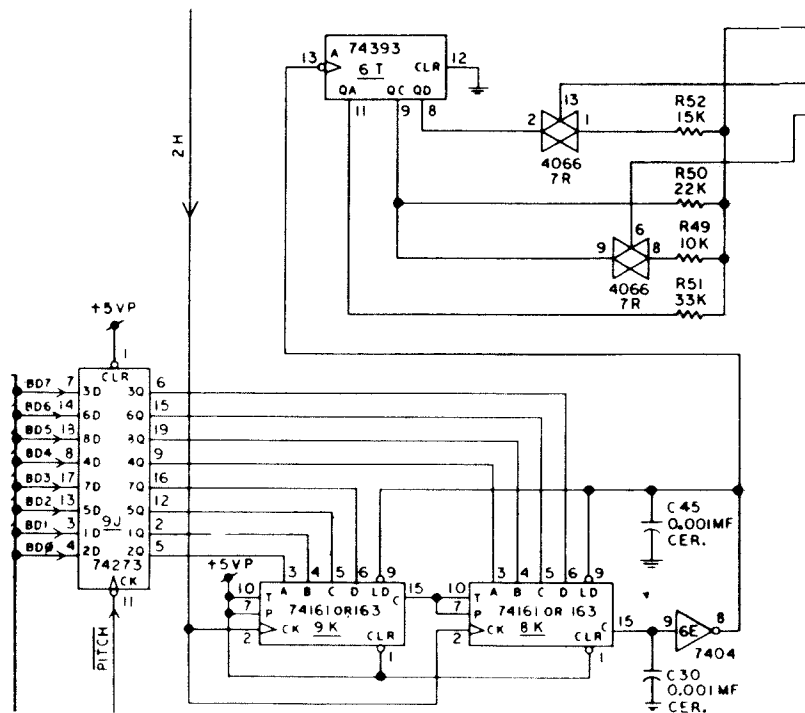 74393
13 A 6T CLR 12
QA QC QD
11 9 8
2 13 1
4066
7R
R52
15K
R50
22K
9 6 8
4066
7R
R49
10K
R51
33K
2H
+5VP
1
CLR
BD7 7 3D 3Q 6
BD6 14 6D 6Q 15
BD5 18 8D 8Q 19
BD4 8 4D 4Q 9
BD3 17 7D 7Q 16
BD2 13 5D 5Q 12
BD1 3 1D 1Q 2
BDØ 4 2D 2Q 5
9J
74273
CK
11
PITCH
+5VP
3 4 5 6 9
A B C D LD
10 T C 15
7 P
74161OR163
9K
2 CK CLR
1
3 4 5 6 9
A B C D LD
10 T
7 P
74161OR 163
8K C 15
2 CK CLR
1
9 6E 8
7404
C45
0.001MF
CER.
C30
0.001MF
CER.